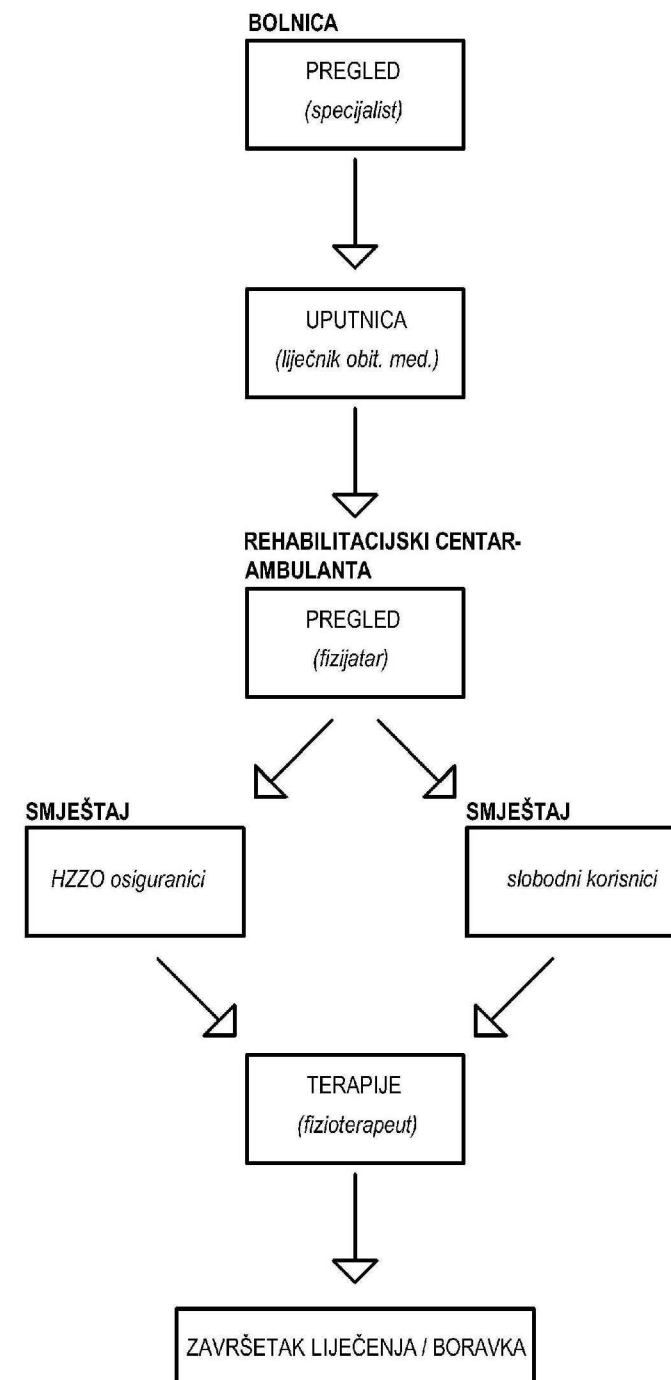 BOLNICA
PREGLED
(specijalist)
UPUTNICA
(liječnik obit. med.)
REHABILITACIJSKI CENTAR-
AMBULANTA
PREGLED
(fizijatar)
SMJEŠTAJ
HZZO osiguranici
SMJEŠTAJ
slobodni korisnici
TERAPIJE
(fizioterapeut)
ZAVRŠETAK LIJEČENJA / BORAVKA